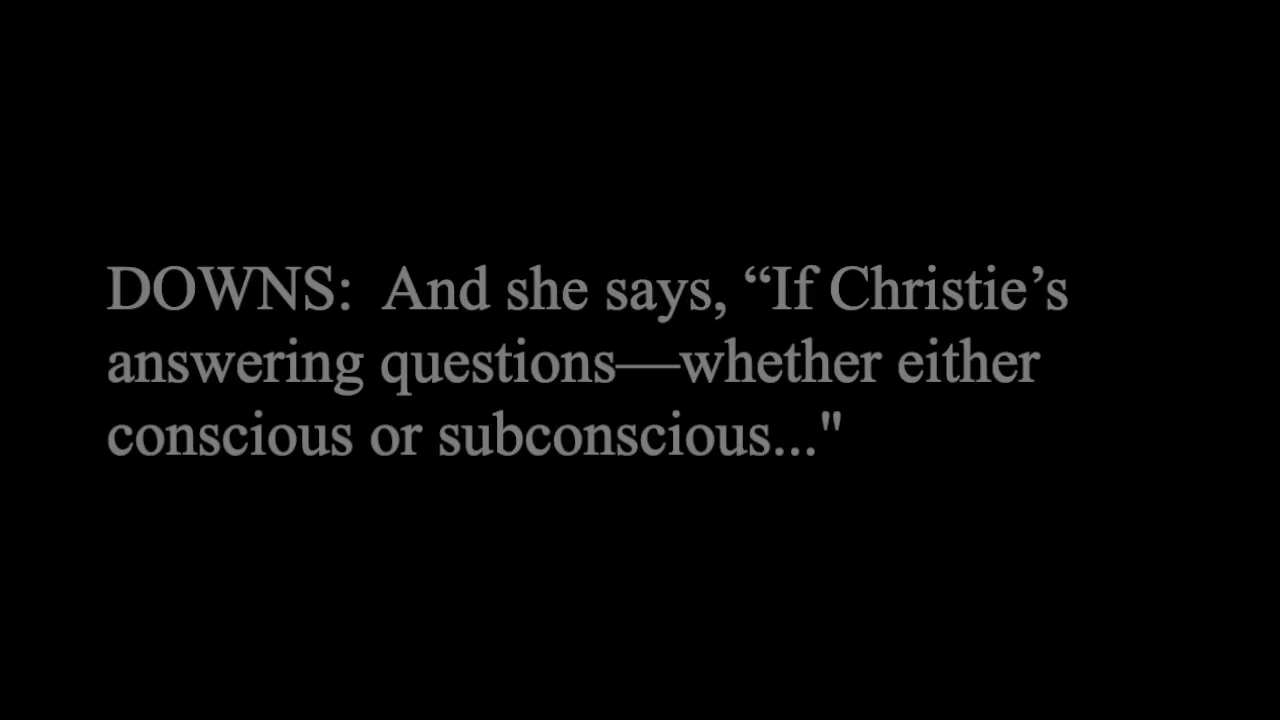 DOWNS:  And she says, “If Christie’s
answering questions—whether either
conscious or subconscious..."